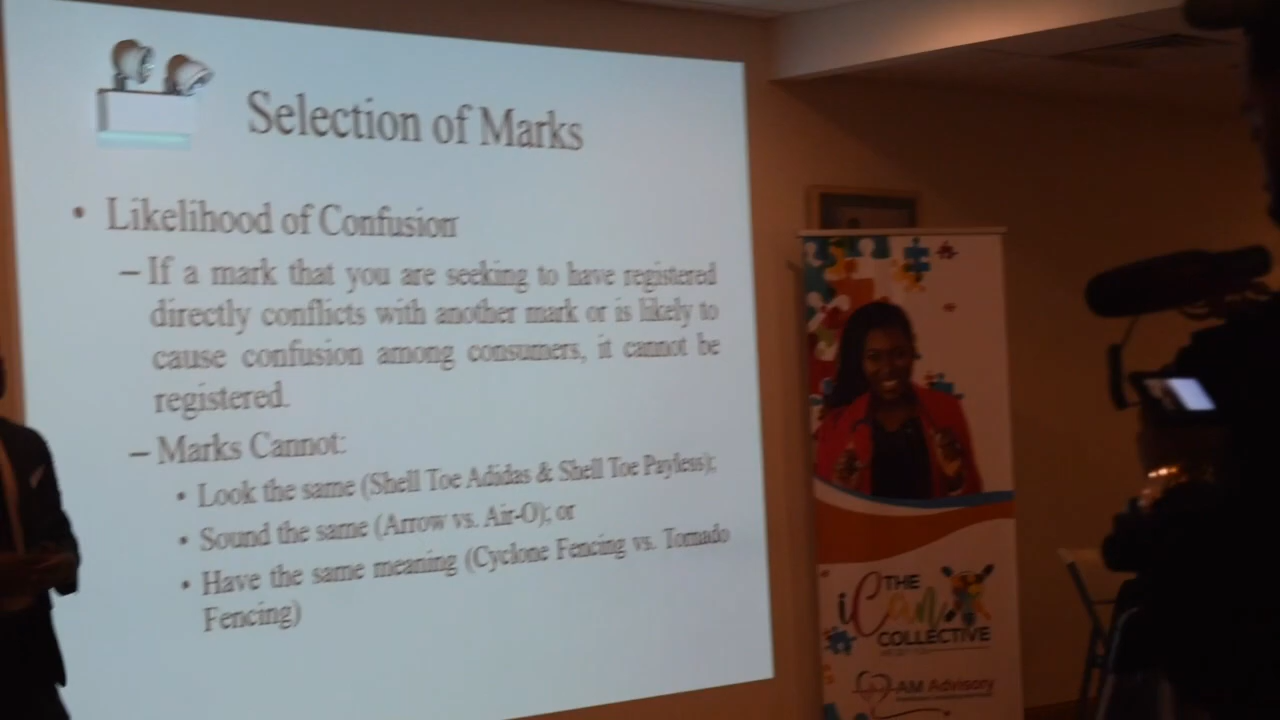 Selection of Marks
• Likelihood of Confusion
– If a mark that you are seeking to have registered
directly conflicts with another mark or is likely to
cause confusion among consumers, it cannot be
registered.
– Marks Cannot:
• Look the same (Shell Toe Adidas & Shell Toe Payless);
• Sound the same (Arrow vs. Air-O); or
• Have the same meaning (Cyclone Fencing vs. Tornado
Fencing)
THE
iCan
COLLECTIVE
AM Advisory